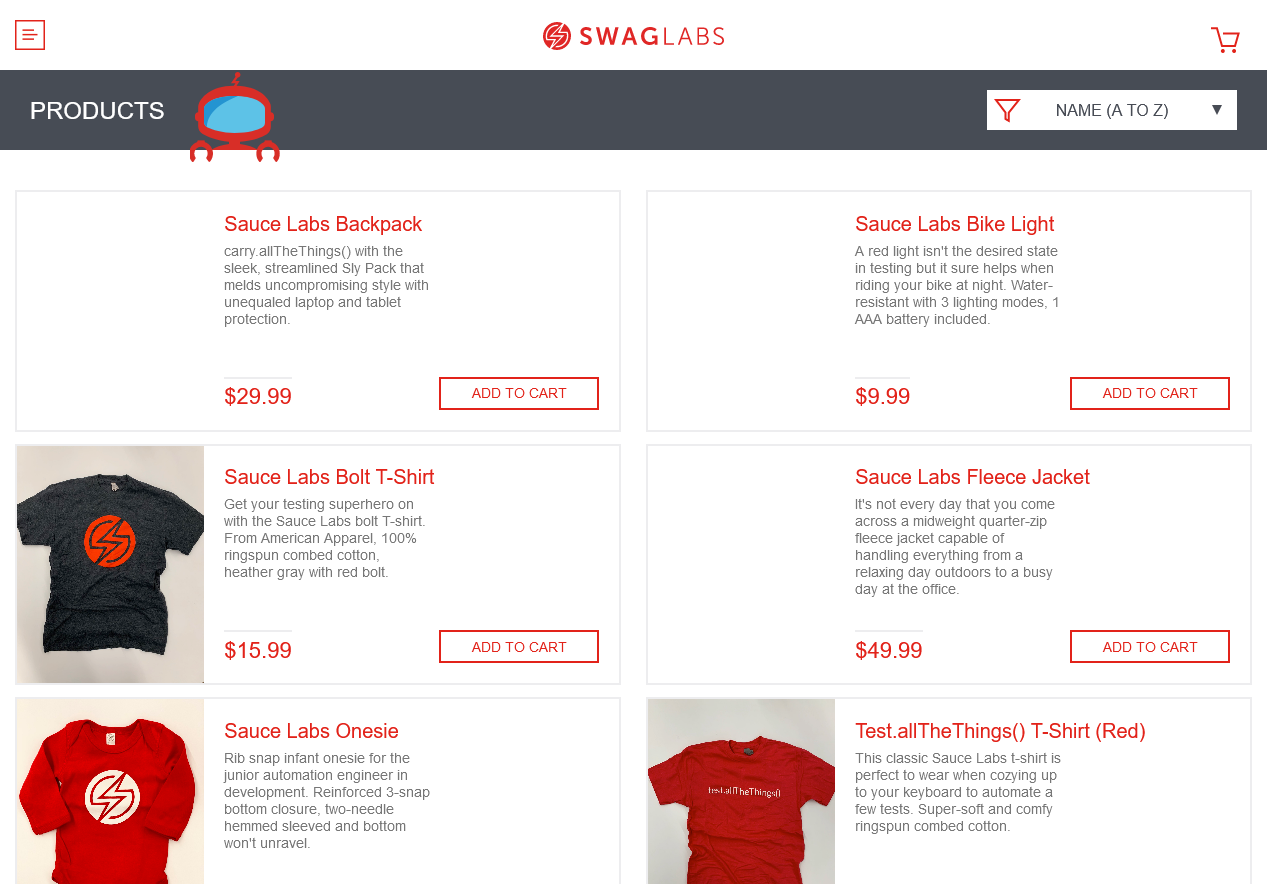 SWAGLABS
PRODUCTS
NAME (A TO Z) ▼
Sauce Labs Backpack
carry.allTheThings() with the
sleek, streamlined Sly Pack that
melds uncompromising style with
unequaled laptop and tablet
protection.
$29.99
ADD TO CART
Sauce Labs Bike Light
A red light isn't the desired state
in testing but it sure helps when
riding your bike at night. Water-
resistant with 3 lighting modes, 1
AAA battery included.
$9.99
ADD TO CART
Sauce Labs Bolt T-Shirt
Get your testing superhero on
with the Sauce Labs bolt T-shirt.
From American Apparel, 100%
ringspun combed cotton,
heather gray with red bolt.
$15.99
ADD TO CART
Sauce Labs Fleece Jacket
It's not every day that you come
across a midweight quarter-zip
fleece jacket capable of
handling everything from a
relaxing day outdoors to a busy
day at the office.
$49.99
ADD TO CART
Sauce Labs Onesie
Rib snap infant onesie for the
junior automation engineer in
development. Reinforced 3-snap
bottom closure, two-needle
hemmed sleeved and bottom
won't unravel.
test.allTheThings()
Test.allTheThings() T-Shirt (Red)
This classic Sauce Labs t-shirt is
perfect to wear when cozying up
to your keyboard to automate a
few tests. Super-soft and comfy
ringspun combed cotton.